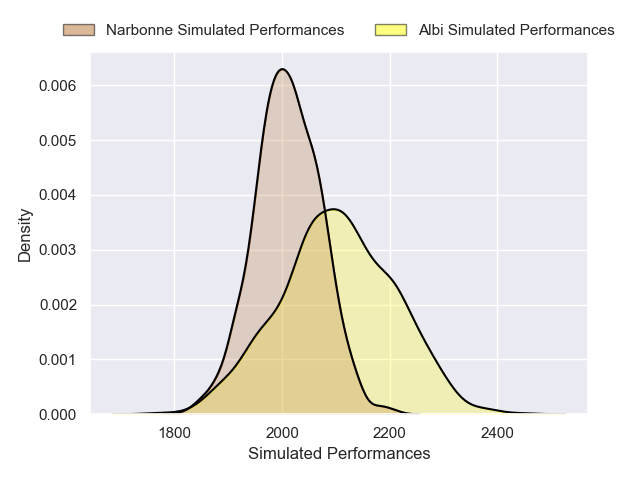 Narbonne Simulated Performances Albi Simulated Performances
0.006
0.005
0.004
0.003
0.002
0.001
0.000
Density
1800 2000 2200 2400
Simulated Performances